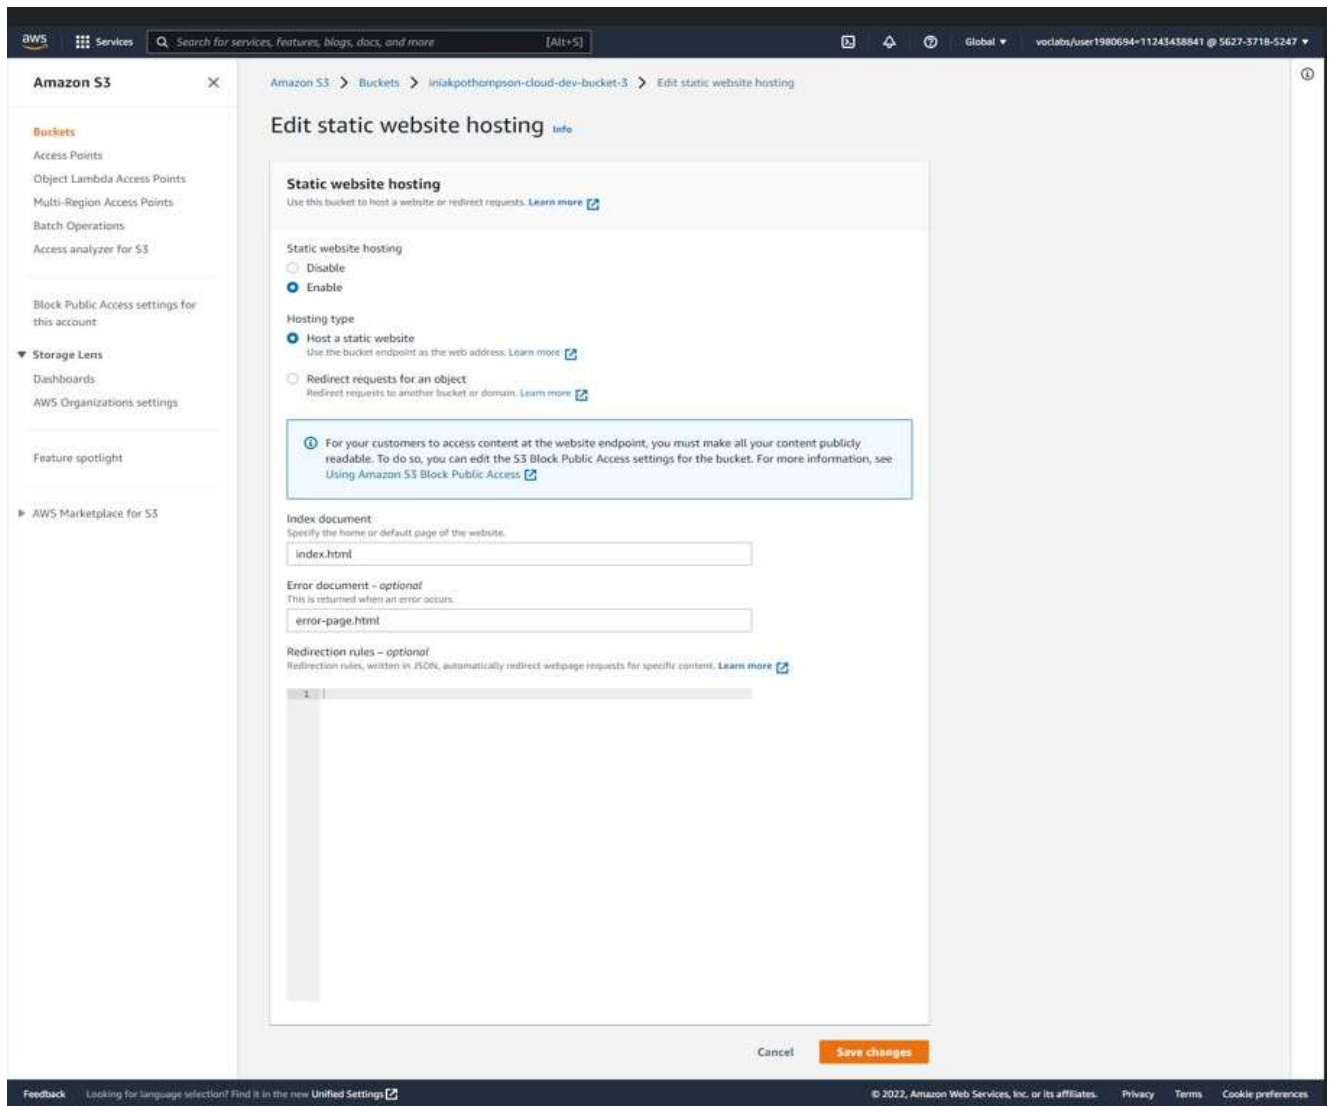 aws Services Search for services, features, blogs, docs, and more [Alt+S] Global voclabs/user1980694=11243438841 @ 5627-3718-5247
Amazon S3
Buckets
Access Points
Object Lambda Access Points
Multi-Region Access Points
Batch Operations
Access analyzer for S3
Block Public Access settings for
this account
Storage Lens
Dashboards
AWS Organizations settings
Feature spotlight
AWS Marketplace for S3
Amazon S3 > Buckets > iniakpothompson-cloud-dev-bucket-3 > Edit static website hosting
Edit static website hosting Info
Static website hosting
Use this bucket to host a website or redirect requests. Learn more
Static website hosting
Disable
Enable
Hosting type
Host a static website
Use the bucket endpoint as the web address. Learn more
Redirect requests for an object
Redirect requests to another bucket or domain. Learn more
For your customers to access content at the website endpoint, you must make all your content publicly
readable. To do so, you can edit the S3 Block Public Access settings for the bucket. For more information, see
Using Amazon S3 Block Public Access
Index document
Specify the home or default page of the website.
index.html
Error document – optional
This is returned when an error occurs.
error-page.html
Redirection rules – optional
Redirection rules, written in JSON, automatically redirect webpage requests for specific content. Learn more
1
Cancel Save changes
Feedback Looking for language selection? Find it in the new Unified Settings © 2022, Amazon Web Services, Inc. or its affiliates. Privacy Terms Cookie preferences